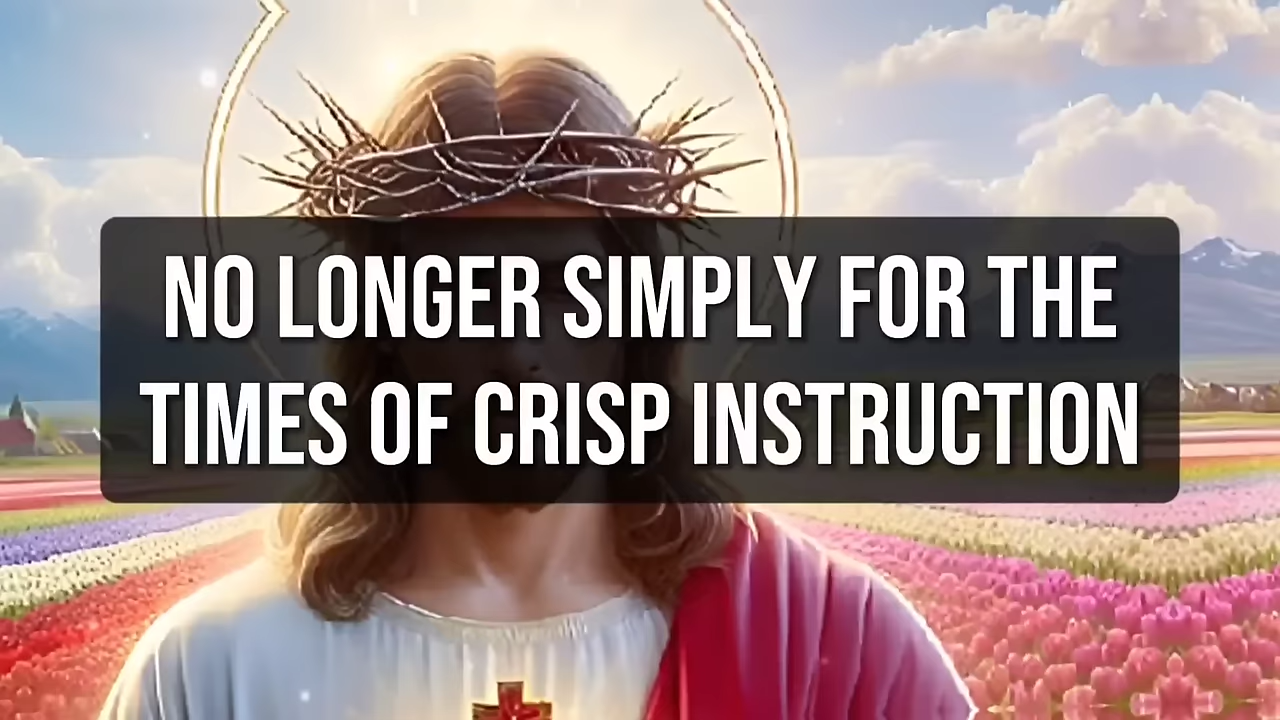 NO LONGER SIMPLY FOR THE
TIMES OF CRISP INSTRUCTION